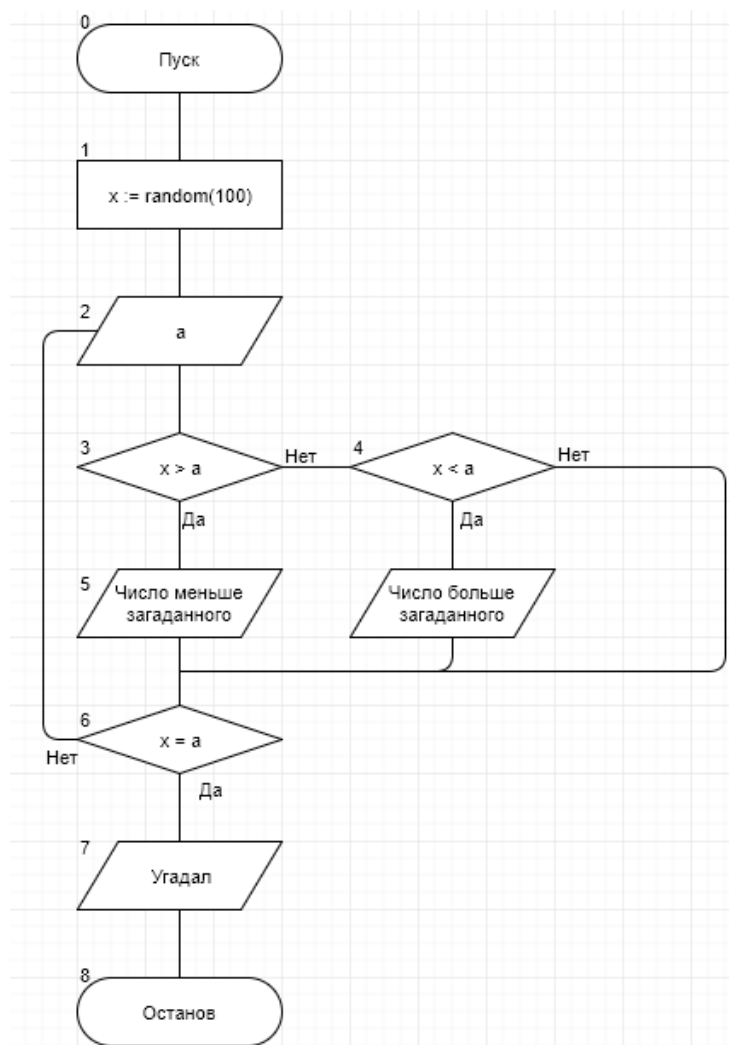 0
Пуск
1
x := random(100)
2
a
3
x > a
Нет
4
x < a
Нет
Да
Да
5
Число меньше
загаданного
Число больше
загаданного
6
x = a
Нет
Да
7
Угадал
8
Останов